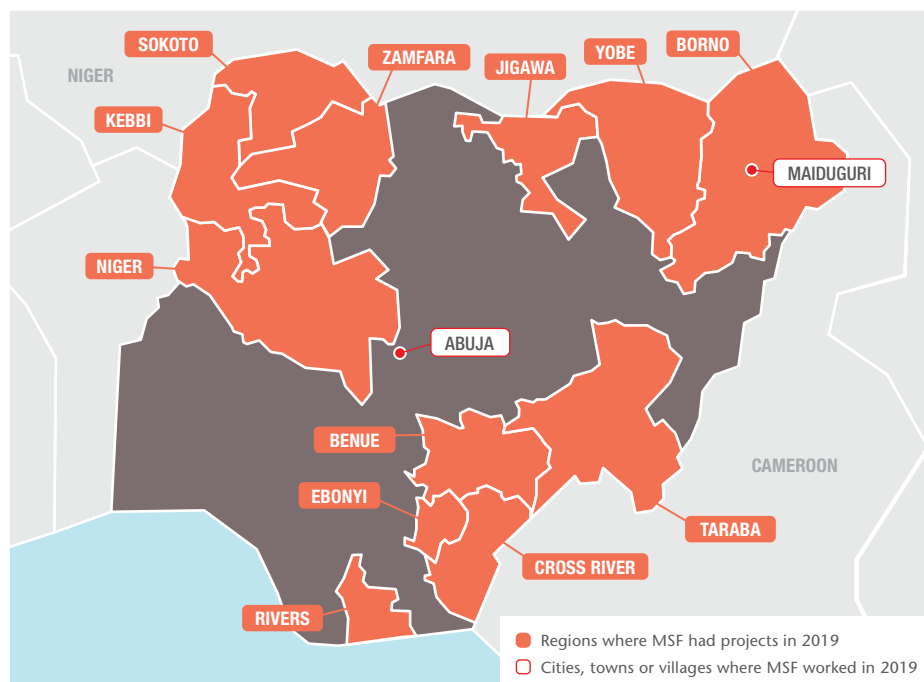 SOKOTO
ZAMFARA
BORNO
YOBE
JIGAWA
NIGER
KEBBI
MAIDUGURI
NIGER
ABUJA
BENUE
CAMEROON
EBONYI
TARABA
CROSS RIVER
RIVERS
Regions where MSF had projects in 2019
Cities, towns or villages where MSF worked in 2019